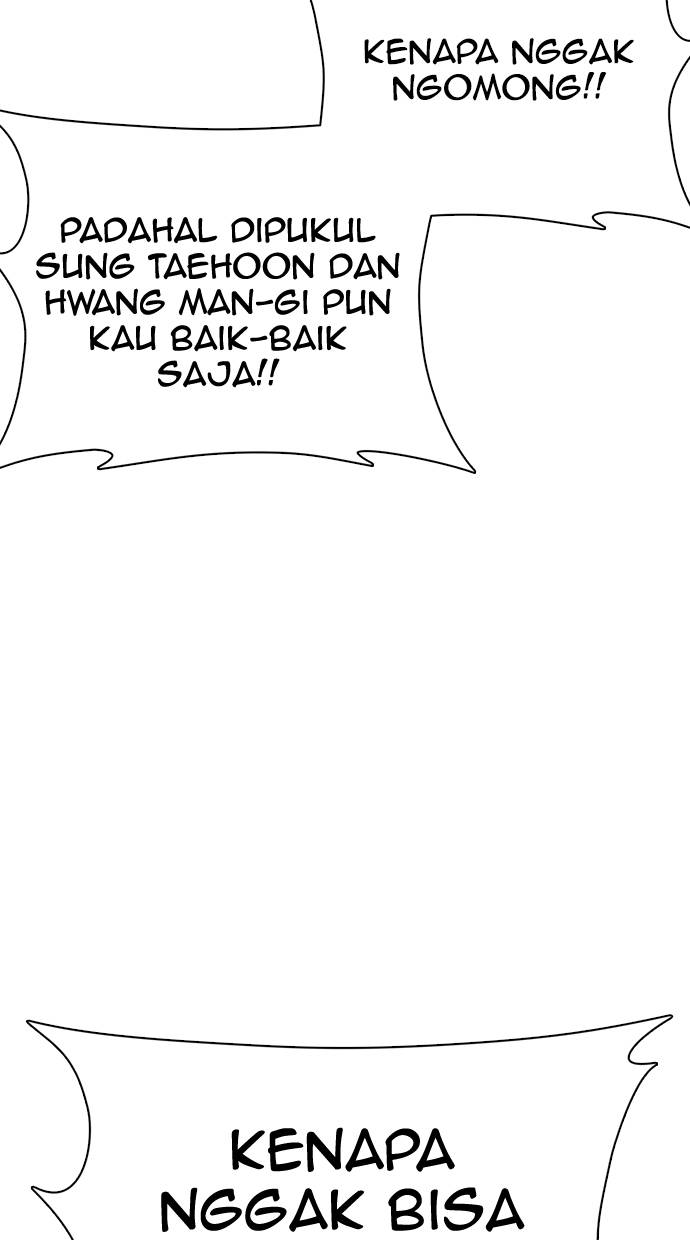 KENAPA NGGAK
NGOMONG!!
PADAHAL DIPUKUL
SUNG TAEHOON DAN
HWANG MAN-GI PUN
KAU BAIK-BAIK
SAJA!!
KENAPA
NGGAK BISA